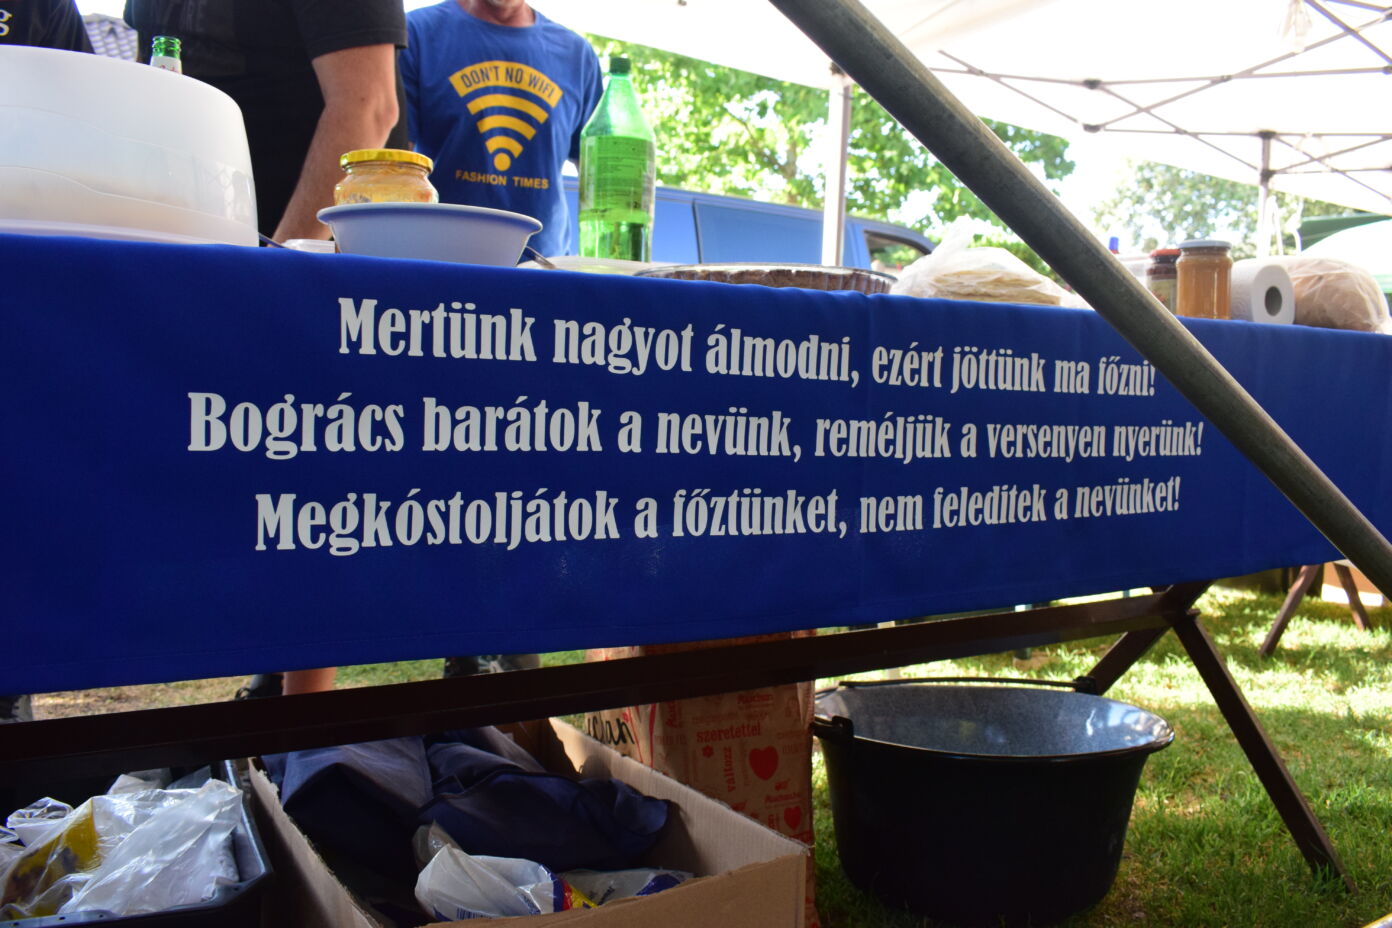 DON'T NO WIFI
FASHION TIMES
Mertünk nagyot álmodni, ezért jöttünk ma főzni!
Bogrács barátok a nevünk, reméljük a versenyen nyerünk!
Megkóstoljátok a főztünket, nem feleditek a nevünket!
szeretettel
változz